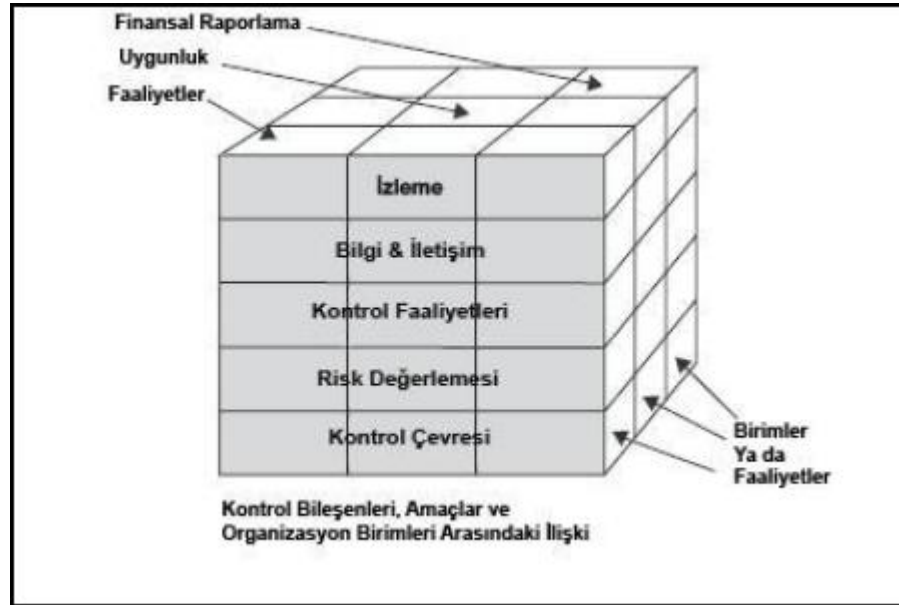 Finansal Raporlama
Uygunluk
Faaliyetler
İzleme
Bilgi & İletişim
Kontrol Faaliyetleri
Risk Değerlemesi
Kontrol Çevresi
Birimler
Ya da
Faaliyetler
Kontrol Bileşenleri, Amaçlar ve
Organizasyon Birimleri Arasındaki İlişki